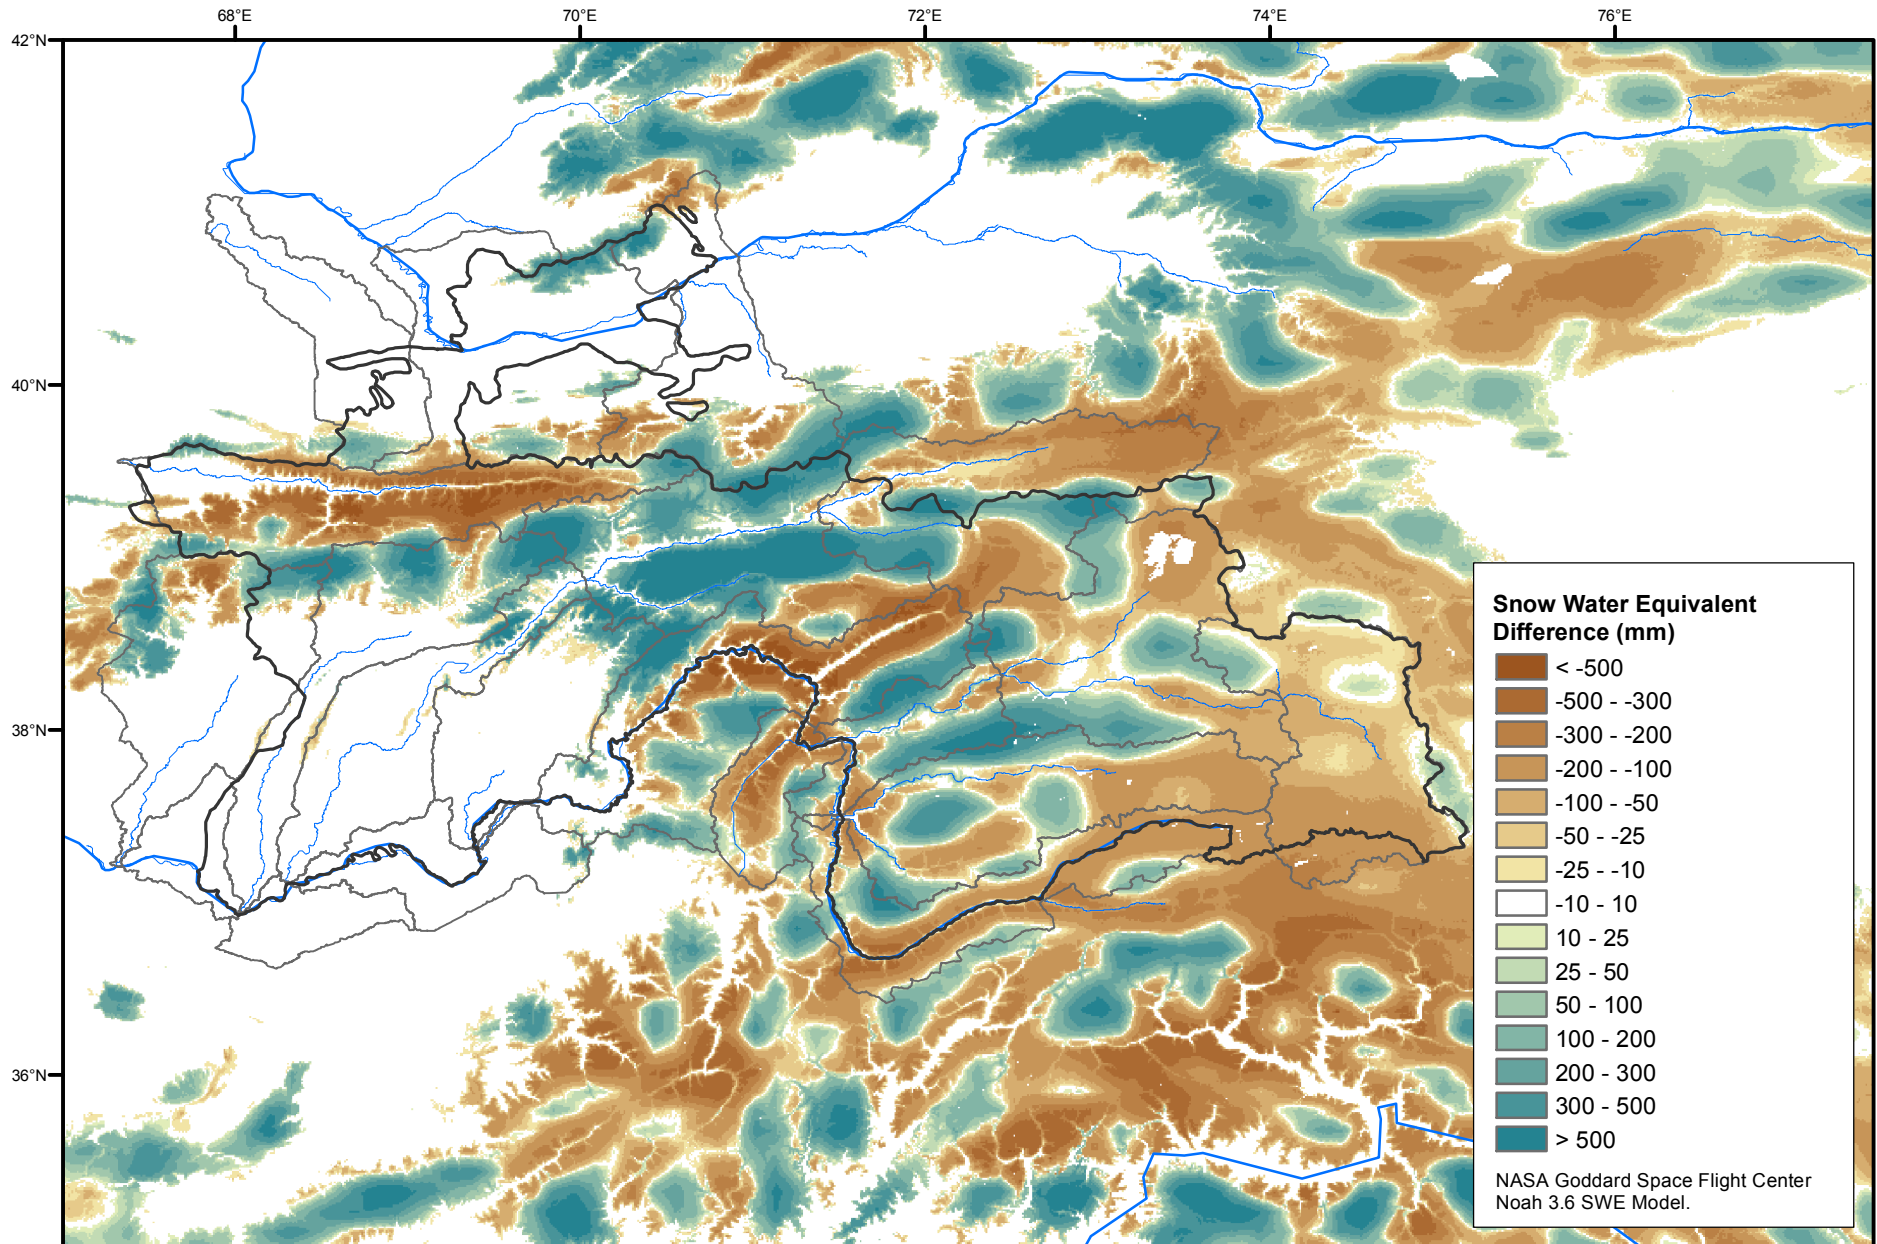 68°E
70°E
72°E
74°E
76°E
42°N
40°N
38°N
36°N
Snow Water Equivalent
Difference (mm)
< -500
-500 - -300
-300 - -200
-200 - -100
-100 - -50
-50 - -25
-25 - -10
-10 - 10
10 - 25
25 - 50
50 - 100
100 - 200
200 - 300
300 - 500
> 500
NASA Goddard Space Flight Center
Noah 3.6 SWE Model.